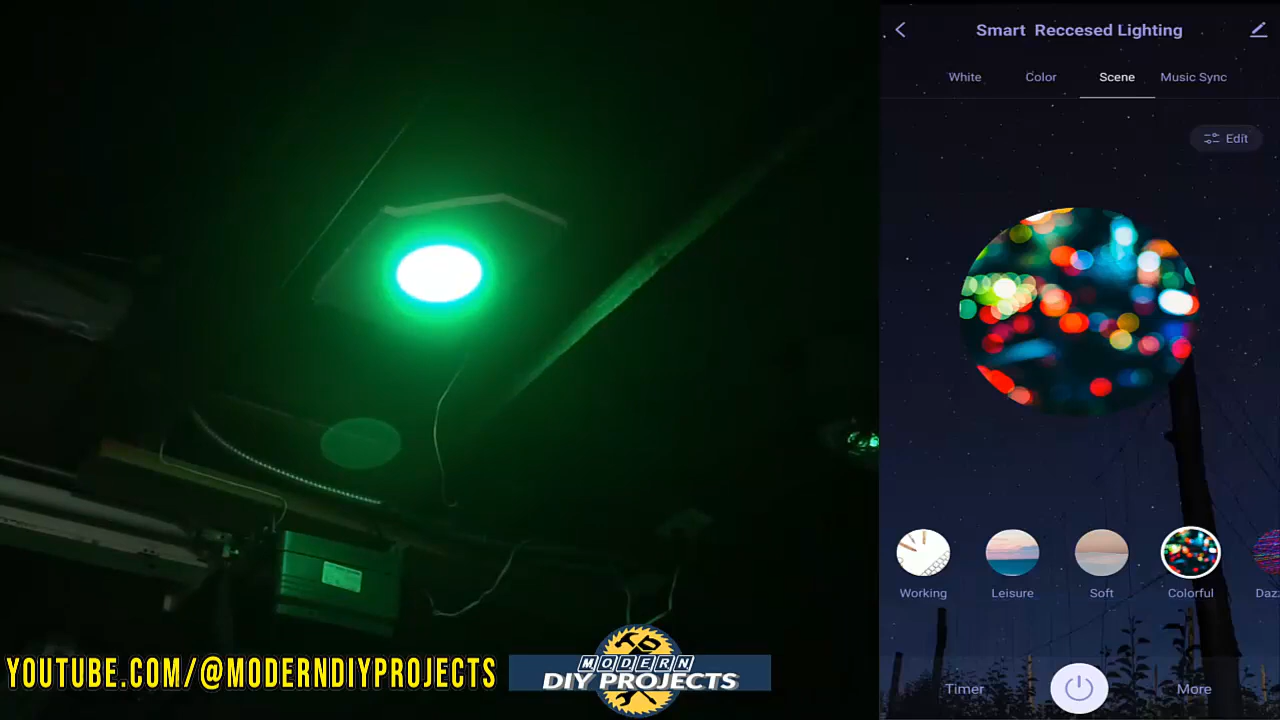 Smart Reccesed Lighting
White Color Scene Music Sync
Edit
Working Leisure Soft Colorful Daz
Timer More
YOUTUBE.COM/@MODERNDIYPROJECTS
MODERN
DIY PROJECTS